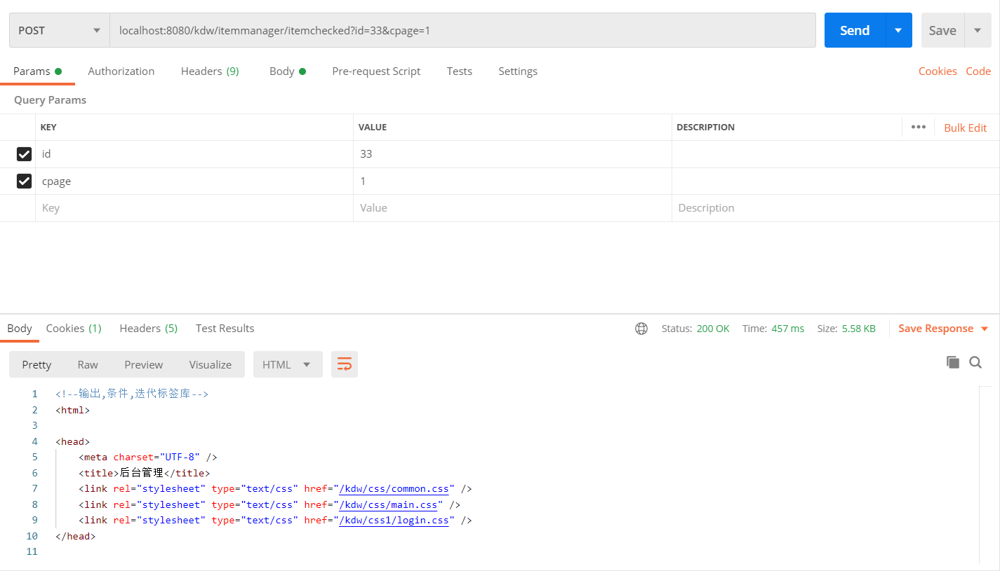 POST localhost:8080/kdw/itemmanager/itemchecked?id=33&cpage=1 Send Save
Params Authorization Headers (9) Body Pre-request Script Tests Settings Cookies Code
Query Params
KEY VALUE DESCRIPTION ••• Bulk Edit
id 33
cpage 1
Key Value Description
Body Cookies (1) Headers (5) Test Results Status: 200 OK Time: 457 ms Size: 5.58 KB Save Response
Pretty Raw Preview Visualize HTML
1 <!--输出,条件,迭代标签库-->
2 <html>
3
4 <head>
5 <meta charset="UTF-8" />
6 <title>后台管理</title>
7 <link rel="stylesheet" type="text/css" href="/kdw/css/common.css" />
8 <link rel="stylesheet" type="text/css" href="/kdw/css/main.css" />
9 <link rel="stylesheet" type="text/css" href="/kdw/css1/login.css" />
10 </head>
11